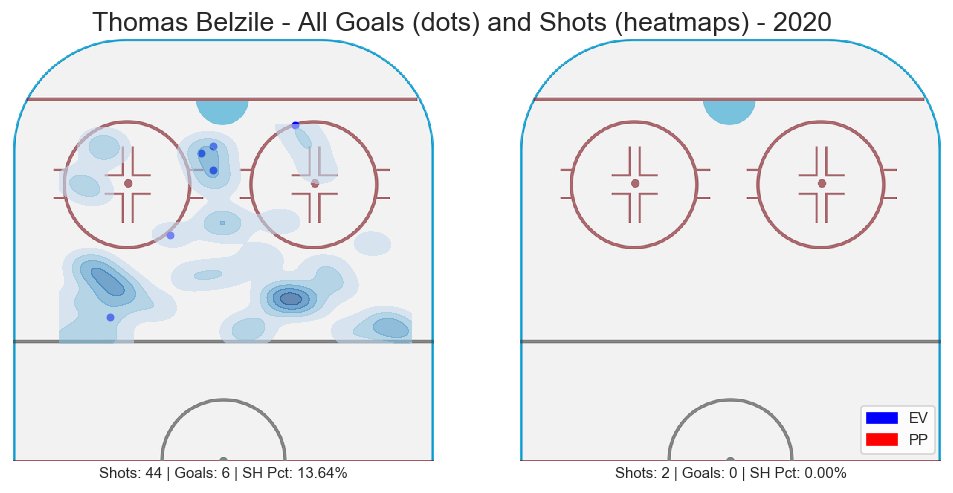 Thomas Belzile - All Goals (dots) and Shots (heatmaps) - 2020
EV
PP
Shots: 44 | Goals: 6 | SH Pct: 13.64%
Shots: 2 | Goals: 0 | SH Pct: 0.00%